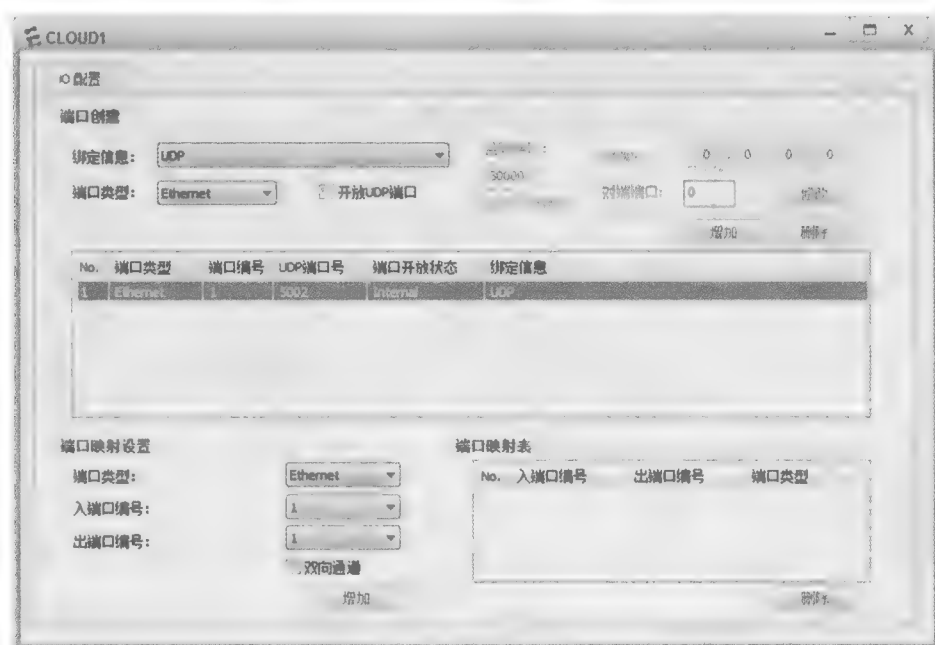 CLOUD1
IO 配置
端口创建
绑定信息: UDP 0 . 0 0 0
30000
端口类型: Ethernet 开放UDP端口 对端端口: 0
增加 删除
No. 端口类型 端口编号 UDP端口号 端口开放状态 绑定信息
1 Ethernet 1 5002 Internal UDP
端口映射设置 端口映射表
端口类型: Ethernet No. 入端口编号 出端口编号 端口类型
入端口编号: 1
出端口编号: 1
双向通道
增加 删除